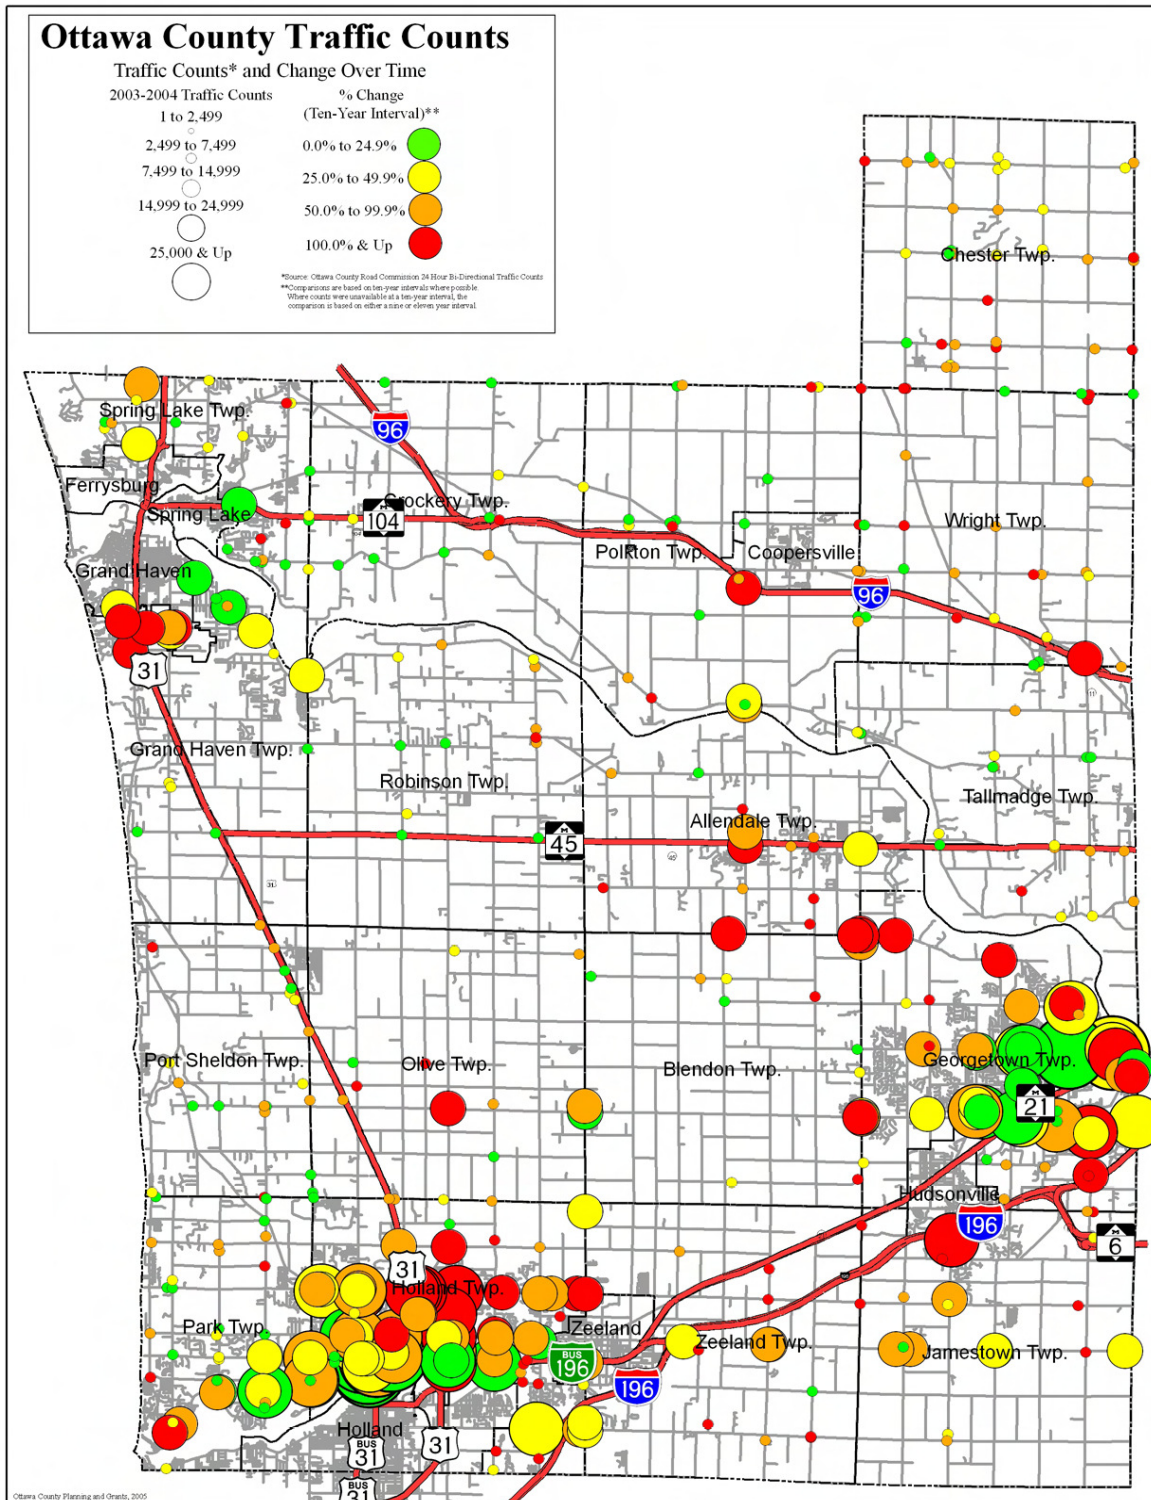 Ottawa County Traffic Counts
Traffic Counts* and Change Over Time
2003-2004 Traffic Counts
1 to 2,499
2,499 to 7,499
7,499 to 14,999
14,999 to 24,999
25,000 & Up
% Change
(Ten-Year Interval)**
0.0% to 24.9%
25.0% to 49.9%
50.0% to 99.9%
100.0% & Up
*Source: Ottawa County Road Commission 24 Hour Bi-Directional Traffic Counts
**Comparisons are based on ten-year intervals where possible.
Where counts were unavailable at a ten-year interval, the
comparison is based on either a nine or eleven year interval.
Chester Twp.
Spring Lake Twp.
96
Ferrysburg
Crockery Twp.
Spring Lake
M
104
Wright Twp.
Polkton Twp.
Coopersville
Grand Haven
96
31
Grand Haven Twp.
Robinson Twp.
Tallmadge Twp.
Allendale Twp.
M
45
31
Port Sheldon Twp.
Olive Twp.
Blendon Twp.
Georgetown Twp.
M
21
Hudsonville
196
M
6
31
Holland Twp.
Park Twp.
Zeeland
Zeeland Twp.
Jamestown Twp.
BUS
196
196
Holland
BUS
31
31
BUS
31
Ottawa County Planning and Grants, 2005